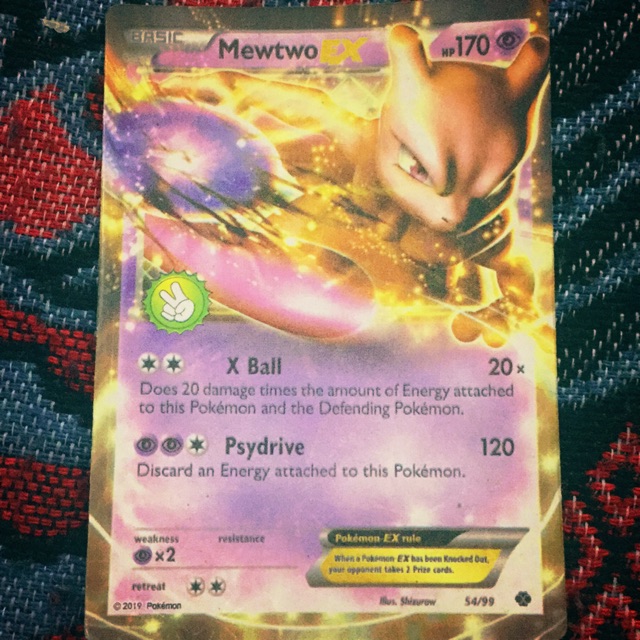 BASIC
Mewtwo EX
HP170
X Ball 20×
Does 20 damage times the amount of Energy attached
to this Pokémon and the Defending Pokémon.
Psydrive 120
Discard an Energy attached to this Pokémon.
weakness resistance
×2
Pokémon-EX rule
When a Pokémon-EX has been Knocked Out,
your opponent takes 2 Prize cards.
retreat
© 2019 Pokémon
Illus. Shizurow 54/99